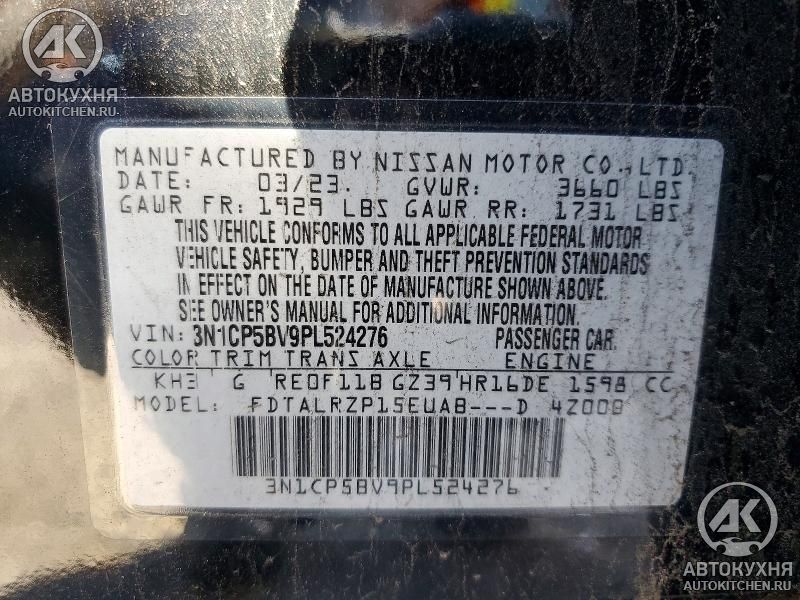 АВТОКУХНЯ
AUTOKITCHEN.RU
MANUFACTURED BY NISSAN MOTOR CO., LTD.
DATE: 03/23. GVWR: 3660 LBS
GAWR FR: 1929 LBS GAWR RR: 1731 LBS
THIS VEHICLE CONFORMS TO ALL APPLICABLE FEDERAL MOTOR
VEHICLE SAFETY, BUMPER AND THEFT PREVENTION STANDARDS
IN EFFECT ON THE DATE OF MANUFACTURE SHOWN ABOVE.
SEE OWNER'S MANUAL FOR ADDITIONAL INFORMATION.
VIN: 3N1CP5BV9PL524276 PASSENGER CAR.
COLOR TRIM TRANS AXLE ENGINE
KH3 G RE0F11B GZ39 HR16DE 1598 CC
MODEL: FDTALRZP15EUAB---D 4Z008
3N1CP5BV9PL524276
АВТОКУХНЯ
AUTOKITCHEN.RU